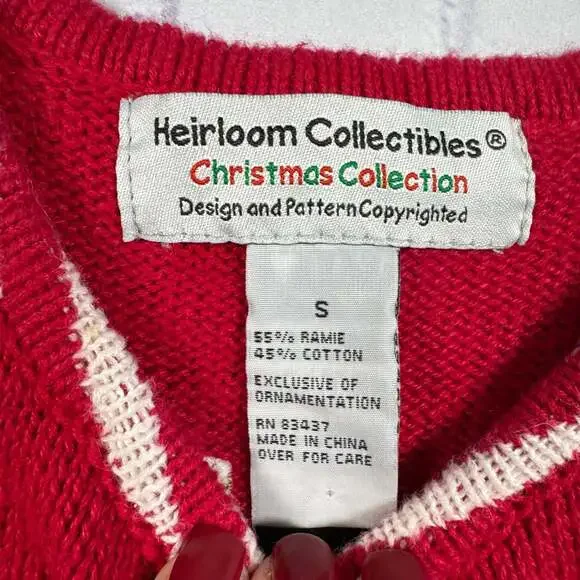 Heirloom Collectibles®
Christmas Collection
Design and Pattern Copyrighted
S
55% RAMIE
45% COTTON
EXCLUSIVE OF
ORNAMENTATION
RN 83437
MADE IN CHINA
OVER FOR CARE